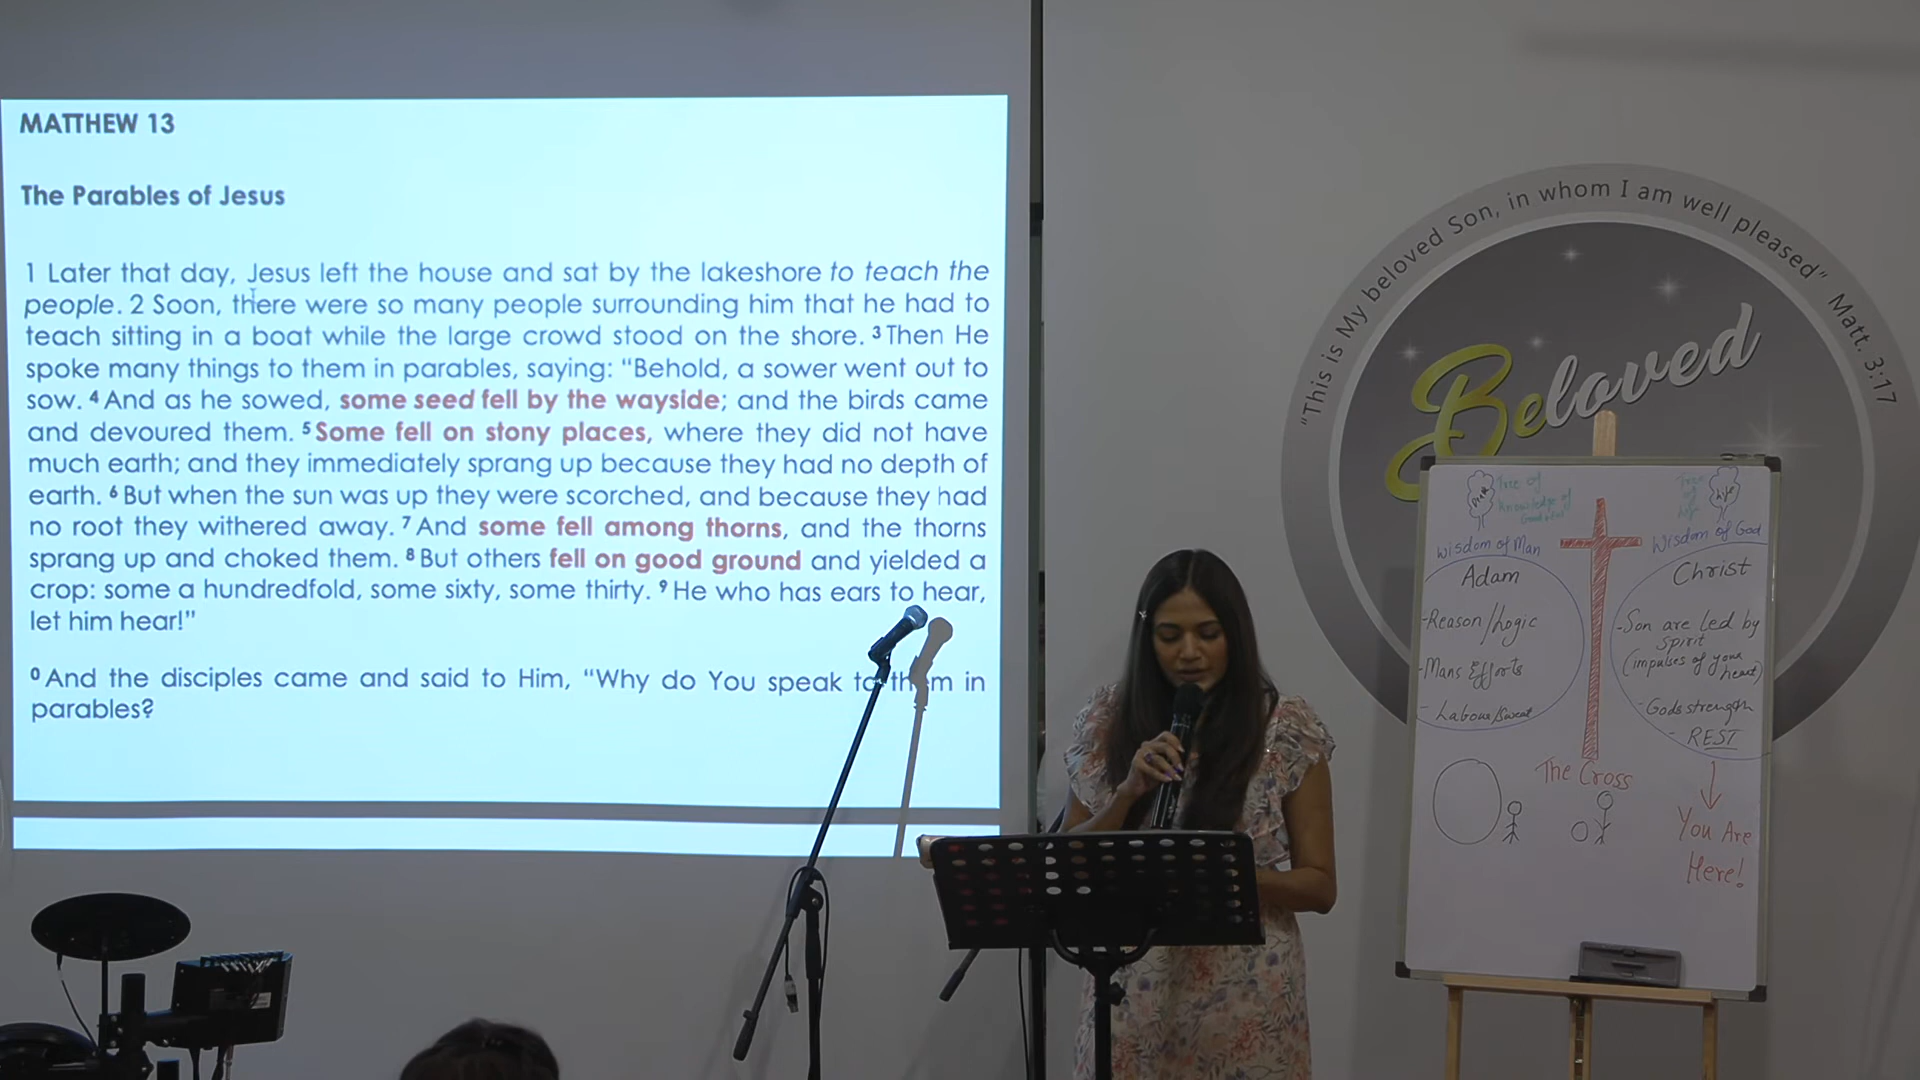 MATTHEW 13
The Parables of Jesus
1 Later that day, Jesus left the house and sat by the lakeshore to teach the
people. 2 Soon, there were so many people surrounding him that he had to
teach sitting in a boat while the large crowd stood on the shore. 3 Then He
spoke many things to them in parables, saying: “Behold, a sower went out to
sow. 4 And as he sowed, some seed fell by the wayside; and the birds came
and devoured them. 5 Some fell on stony places, where they did not have
much earth; and they immediately sprang up because they had no depth of
earth. 6 But when the sun was up they were scorched, and because they had
no root they withered away. 7 And some fell among thorns, and the thorns
sprang up and choked them. 8 But others fell on good ground and yielded a
crop: some a hundredfold, some sixty, some thirty. 9 He who has ears to hear,
let him hear!”
0 And the disciples came and said to Him, “Why do You speak to them in
parables?
“This is My beloved Son, in whom I am well pleased” Matt. 3:17
Beloved
Tree of
Knowledge of
Tree
of
life
life
Wisdom of Man
Wisdom of God
Adam
-Reason/Logic
-Mans Efforts
- Labour/Sweat
Christ
-Son are led by
spirit
(impulses of your
heart)
-Gods strength
- REST
The Cross
You Are
Here!